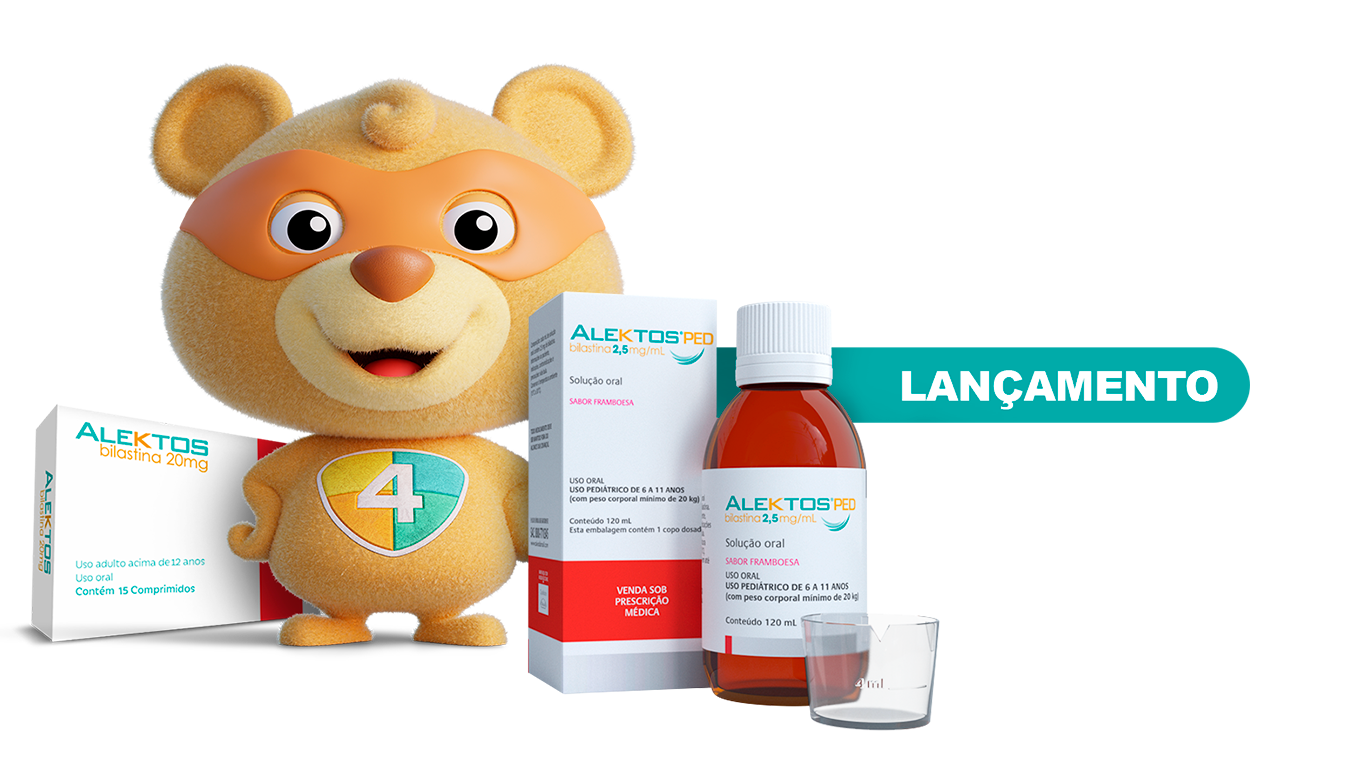 ALEKTOS
bilastina 20mg
Uso adulto acima de 12 anos
Uso oral
Contém 15 Comprimidos
ALEKTOS
bilastina 20mg
4
ALEKTOS®PED
bilastina 2,5mg/mL
Solução oral
SABOR FRAMBOESA
USO ORAL
USO PEDIÁTRICO DE 6 A 11 ANOS
(com peso corporal mínimo de 20 kg)
Conteúdo 120 mL
Esta embalagem contém 1 copo dosad
VENDA SOB
PRESCRIÇÃO
MÉDICA
ALEKTOS®PED
bilastina 2,5mg/mL
Solução oral
SABOR FRAMBOESA
USO ORAL
USO PEDIÁTRICO DE 6 A 11 ANOS
(com peso corporal mínimo de 20 kg)
Conteúdo 120 mL
4ml
LANÇAMENTO